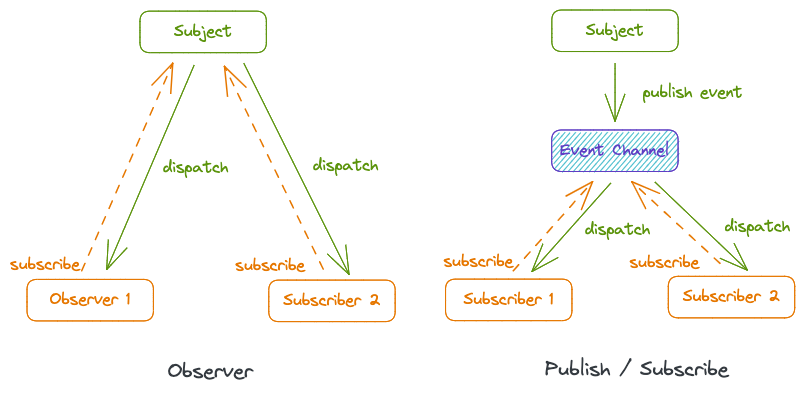 Subject
dispatch
dispatch
subscribe
subscribe
Observer 1
Subscriber 2
Observer
Subject
publish event
Event Channel
dispatch
dispatch
subscribe
subscribe
Subscriber 1
Subscriber 2
Publish / Subscribe